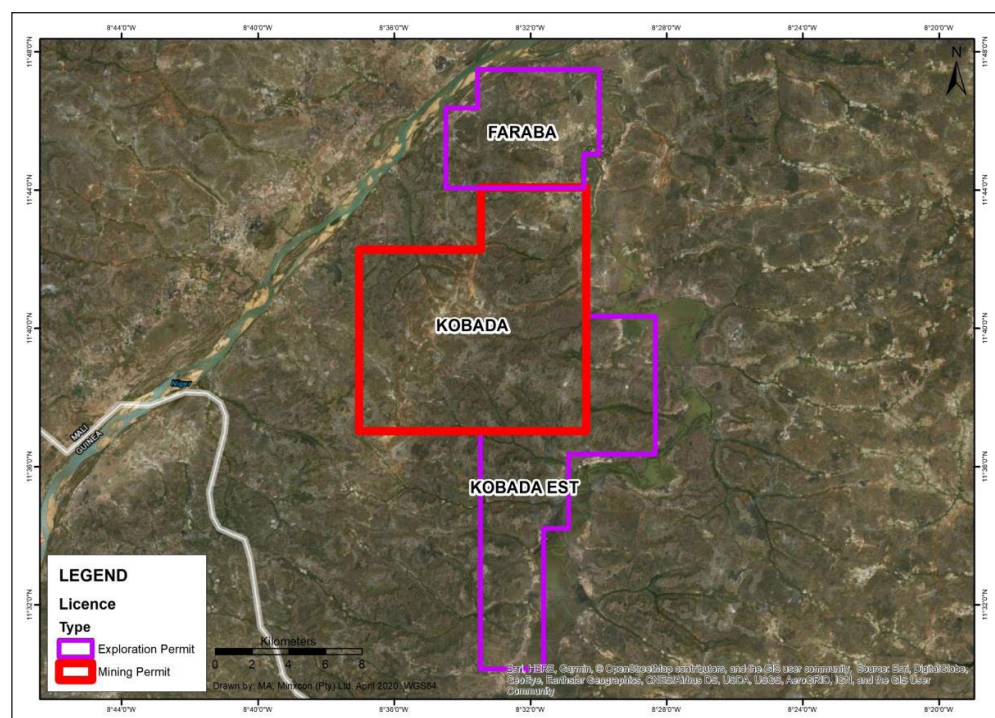 8°44'0"W 8°40'0"W 8°36'0"W 8°32'0"W 8°28'0"W 8°24'0"W 8°20'0"W
11°48'0"N 11°48'0"N
N
FARABA
11°44'0"N 11°44'0"N
KOBADA
11°40'0"N 11°40'0"N
Niger
MALI
GUINEA
11°36'0"N 11°36'0"N
KOBADA EST
LEGEND
Licence
Type
Exploration Permit
Mining Permit
11°32'0"N 11°32'0"N
Kilometers
0 2 4 6 8
Drawn by: MA, Minxcon (Pty) Ltd. April 2020. WGS84
Esri, HERE, Garmin, © OpenStreetMap contributors, and the GIS user community, Source: Esri, DigitalGlobe,
GeoEye, Earthstar Geographics, CNES/Airbus DS, USDA, USGS, AeroGRID, IGN, and the GIS User
Community
8°44'0"W 8°40'0"W 8°36'0"W 8°32'0"W 8°28'0"W 8°24'0"W 8°20'0"W